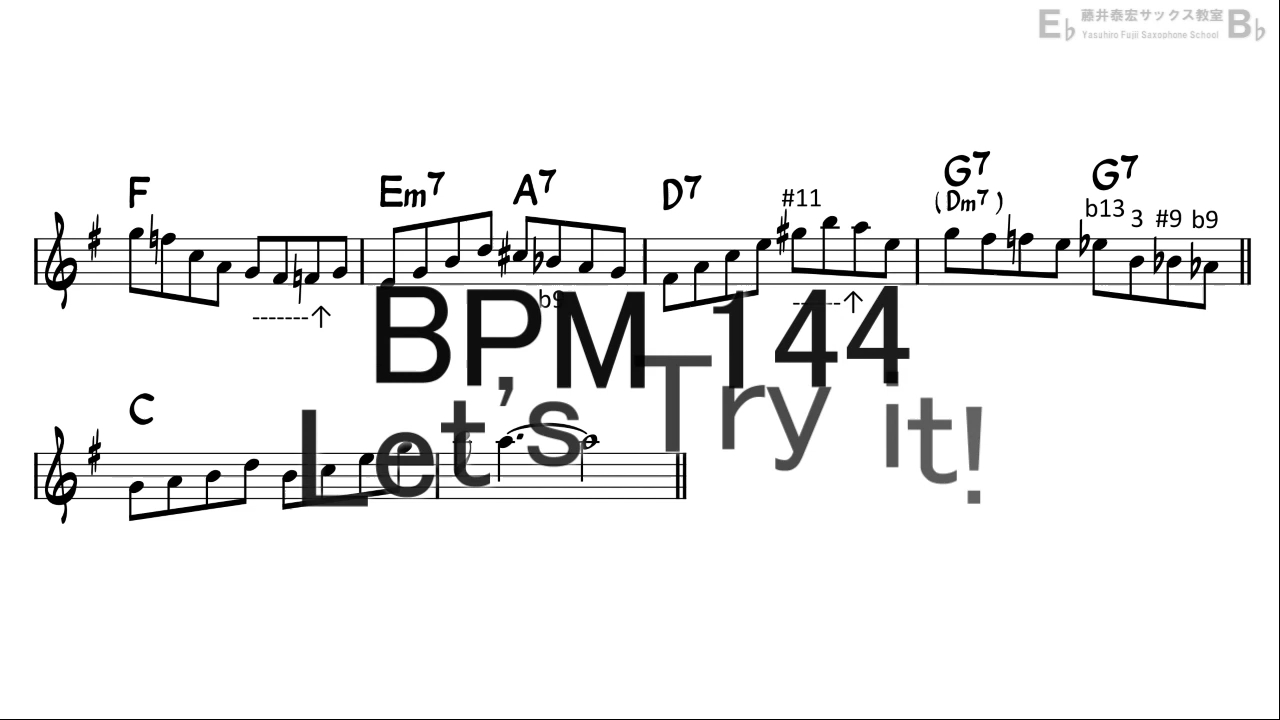 E♭ 藤井泰宏サックス教室 B♭
Yasuhiro Fujii Saxophone School
F Em7 A7 D7 #11 G7 (Dm7) G7 b13 3 #9 b9
-------↑ b9 -------↑
BPM 144
Let's Try it!
C